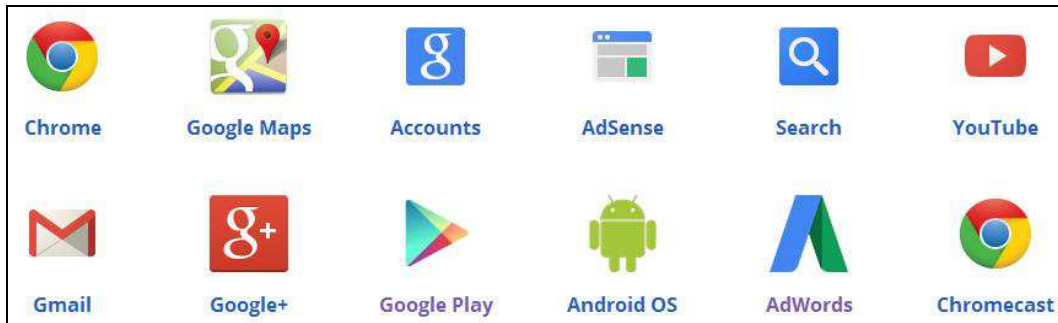 Chrome Google Maps Accounts AdSense Search YouTube
g+
Gmail Google+ Google Play Android OS AdWords Chromecast